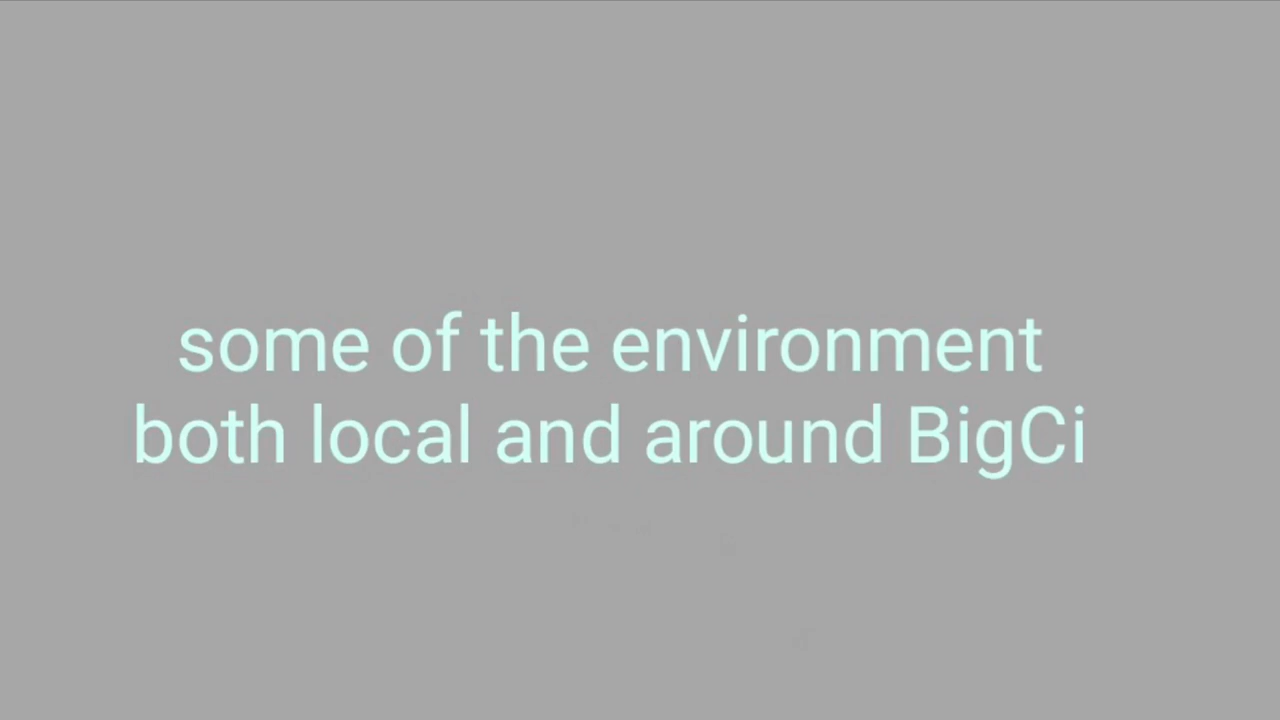 some of the environment
both local and around BigCi